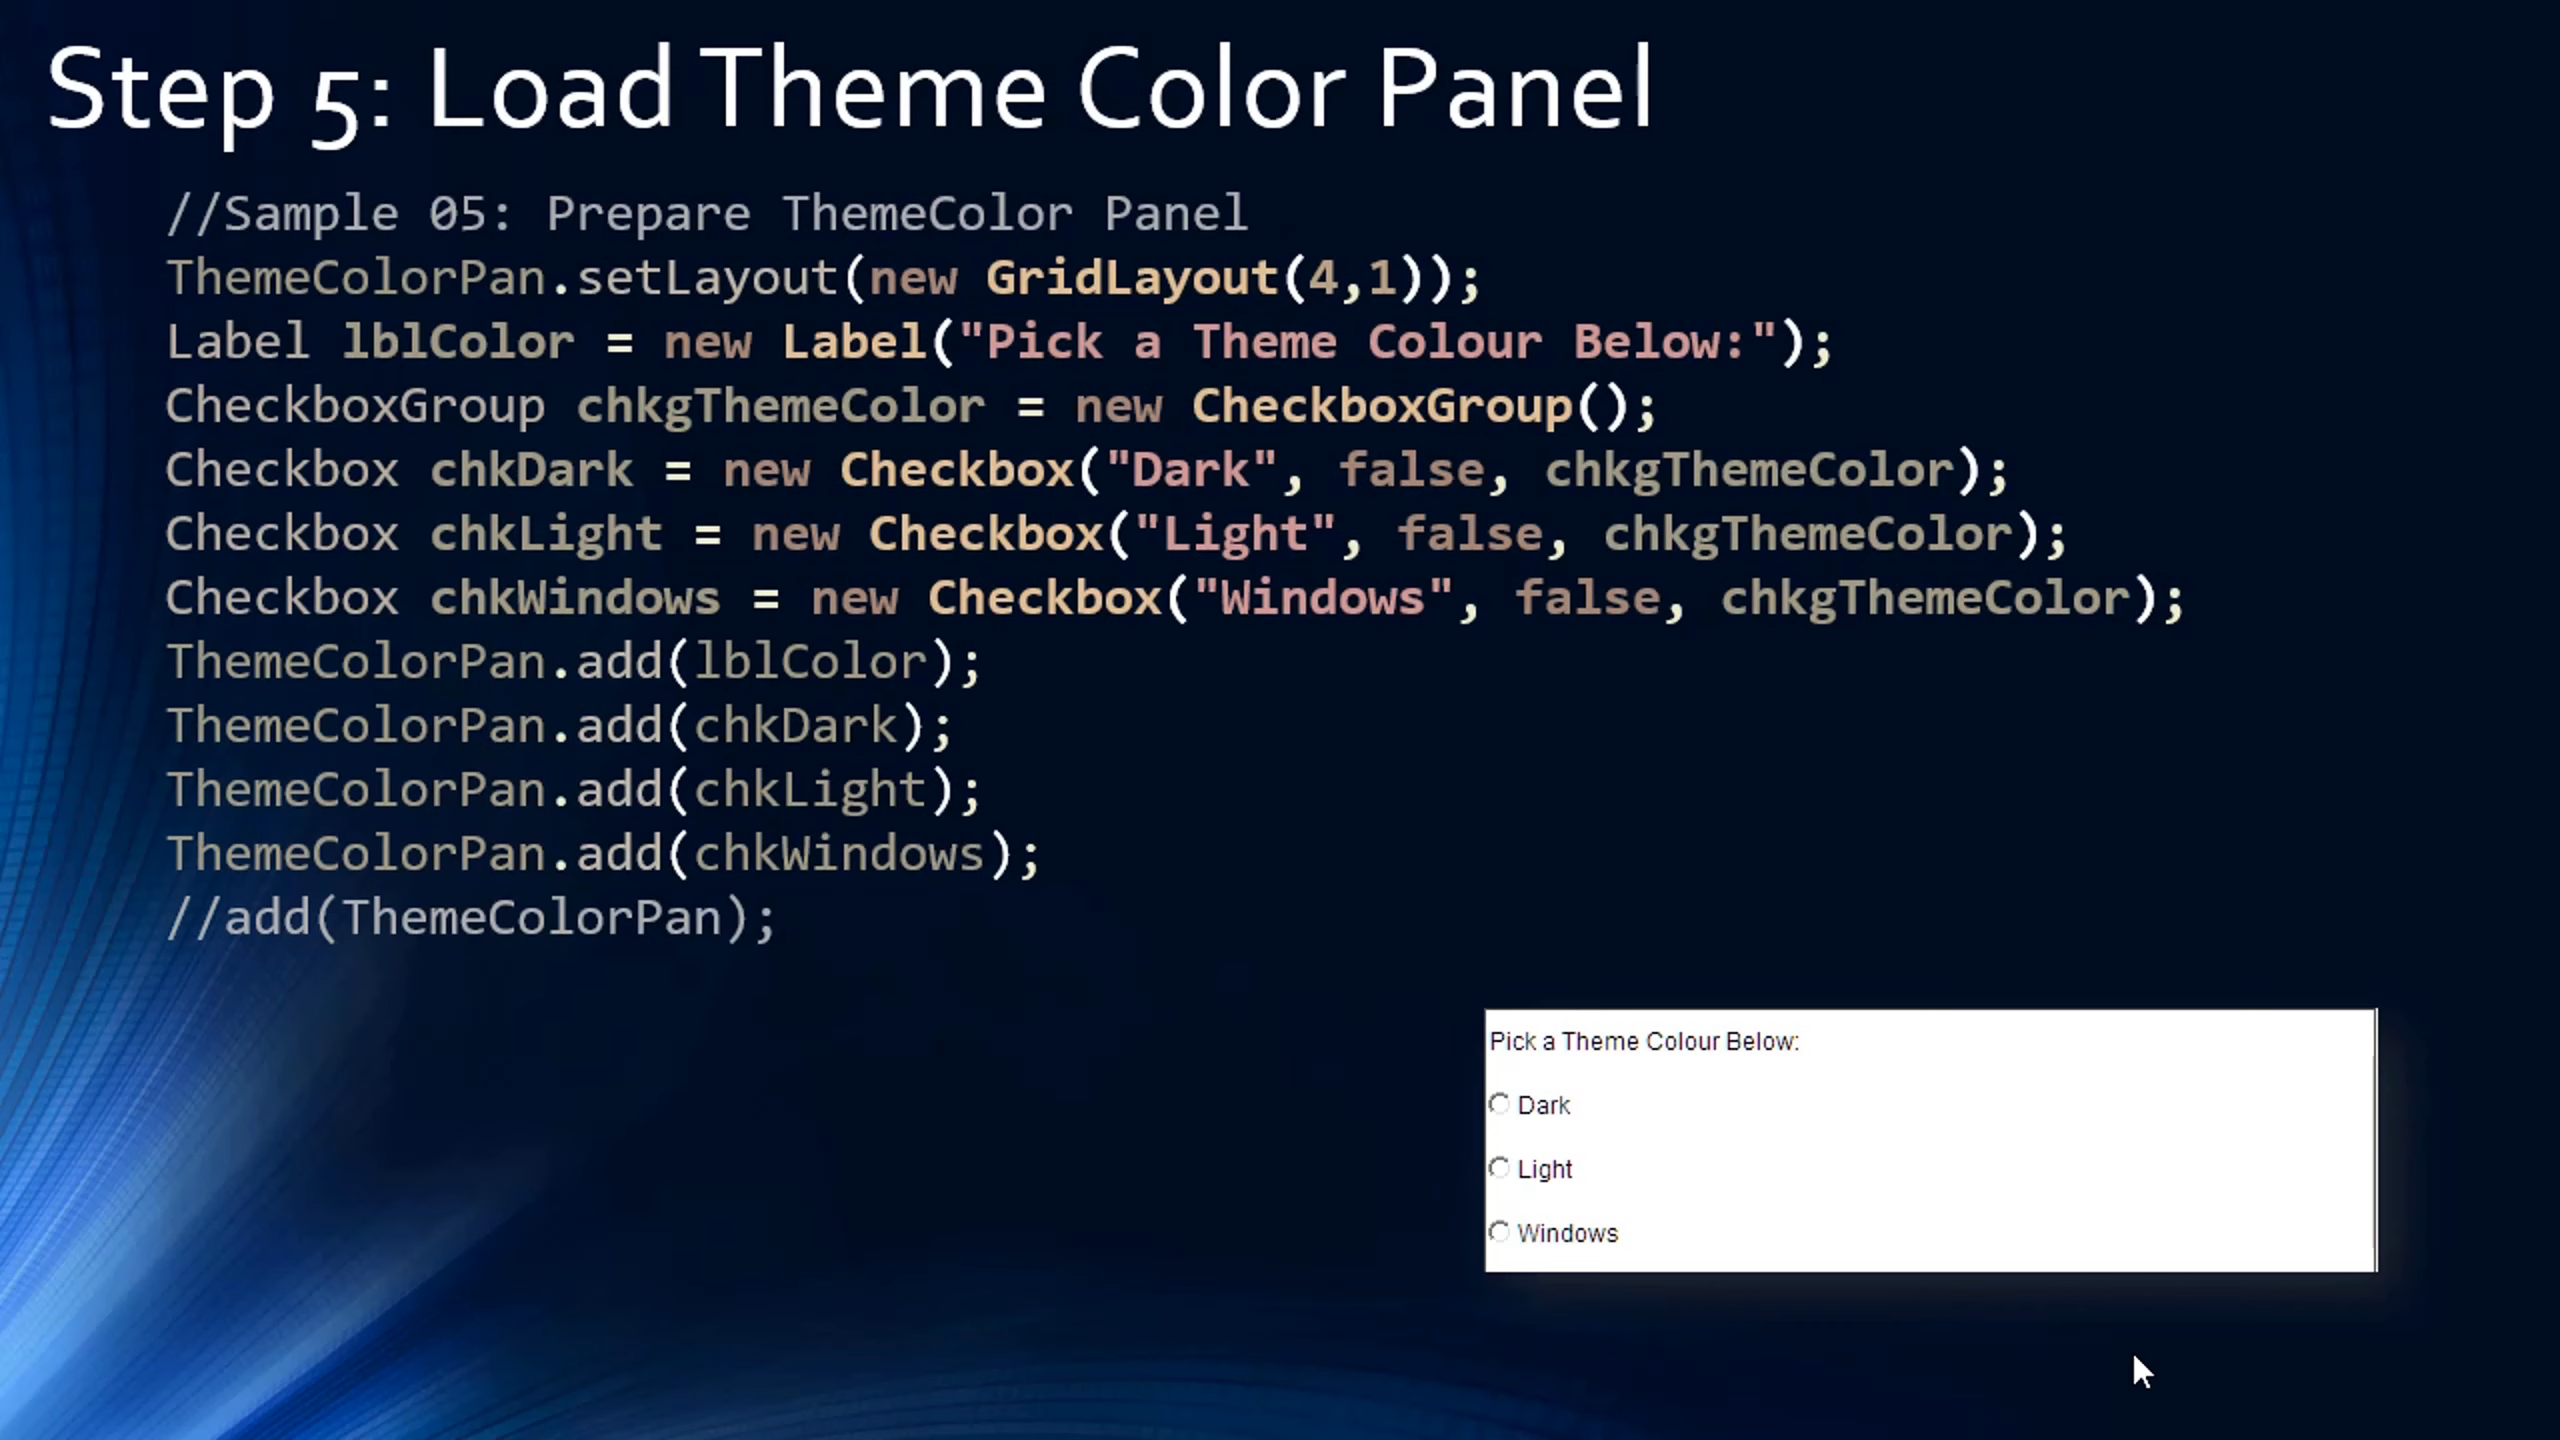 Step 5: Load Theme Color Panel
//Sample 05: Prepare ThemeColor Panel
ThemeColorPan.setLayout(new GridLayout(4,1));
Label lblColor = new Label("Pick a Theme Colour Below:");
CheckboxGroup chkgThemeColor = new CheckboxGroup();
Checkbox chkDark = new Checkbox("Dark", false, chkgThemeColor);
Checkbox chkLight = new Checkbox("Light", false, chkgThemeColor);
Checkbox chkWindows = new Checkbox("Windows", false, chkgThemeColor);
ThemeColorPan.add(lblColor);
ThemeColorPan.add(chkDark);
ThemeColorPan.add(chkLight);
ThemeColorPan.add(chkWindows);
//add(ThemeColorPan);
Pick a Theme Colour Below:
Dark
Light
Windows